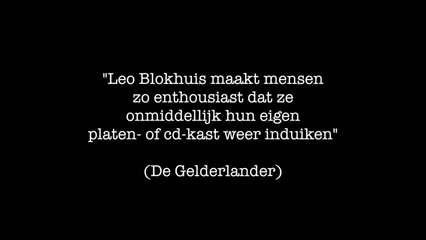 "Leo Blokhuis maakt mensen
zo enthousiast dat ze
onmiddellijk hun eigen
platen- of cd-kast weer induiken"
(De Gelderlander)